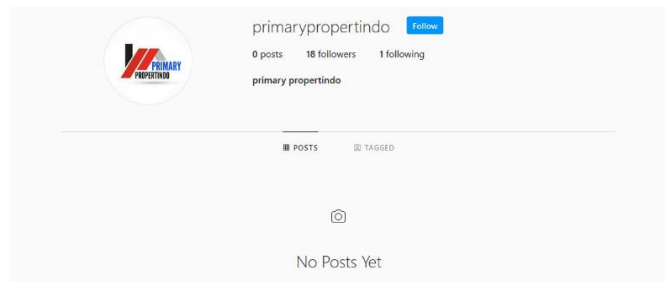 primarypropertindo Follow
0 posts 18 followers 1 following
primary propertindo
PRIMARY
PROPERTINDO
POSTS TAGGED
No Posts Yet